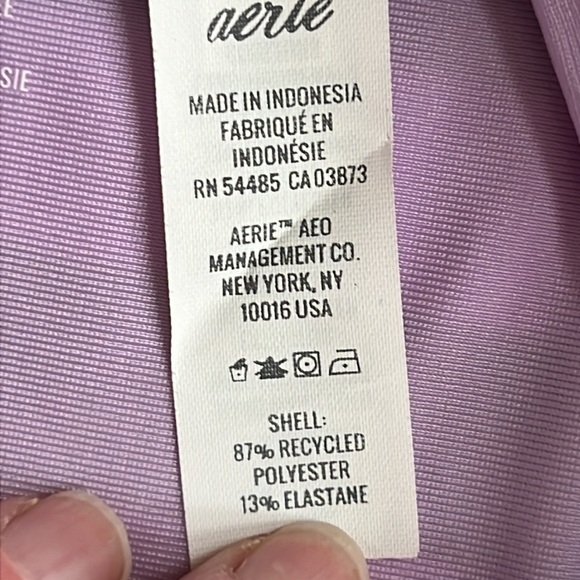 SIE
aerie
MADE IN INDONESIA
FABRIQUÉ EN
INDONÉSIE
RN 54485 CA 03873
AERIE™ AEO
MANAGEMENT CO.
NEW YORK, NY
10016 USA
SHELL:
87% RECYCLED
POLYESTER
13% ELASTANE